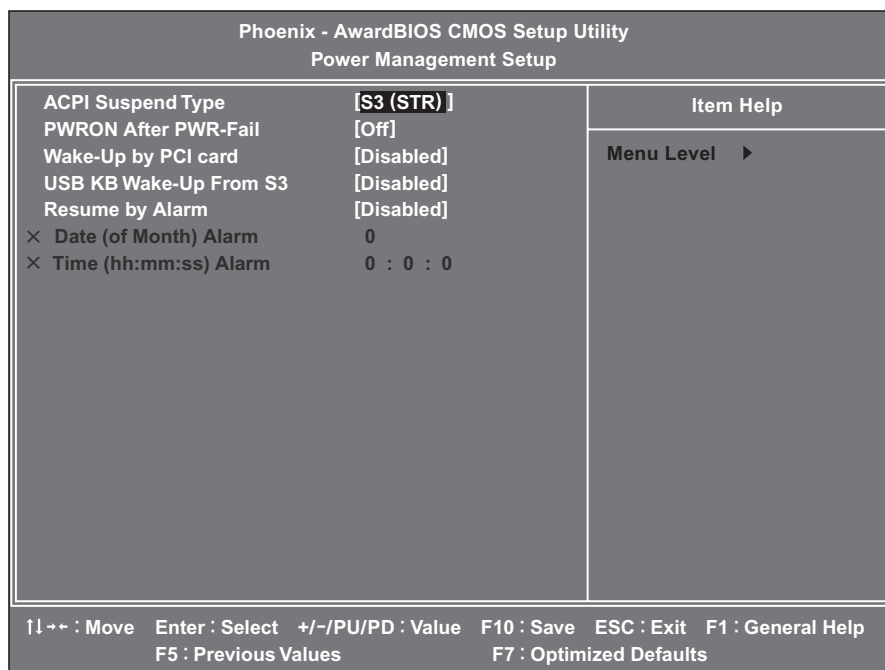 Phoenix - AwardBIOS CMOS Setup Utility
Power Management Setup
ACPI Suspend Type [S3 (STR) ]
PWRON After PWR-Fail [Off]
Wake-Up by PCI card [Disabled]
USB KB Wake-Up From S3 [Disabled]
Resume by Alarm [Disabled]
× Date (of Month) Alarm 0
× Time (hh:mm:ss) Alarm 0 : 0 : 0
Item Help
Menu Level ▶
↑↓→← : Move Enter : Select +/-/PU/PD : Value F10 : Save ESC : Exit F1 : General Help
F5 : Previous Values F7 : Optimized Defaults